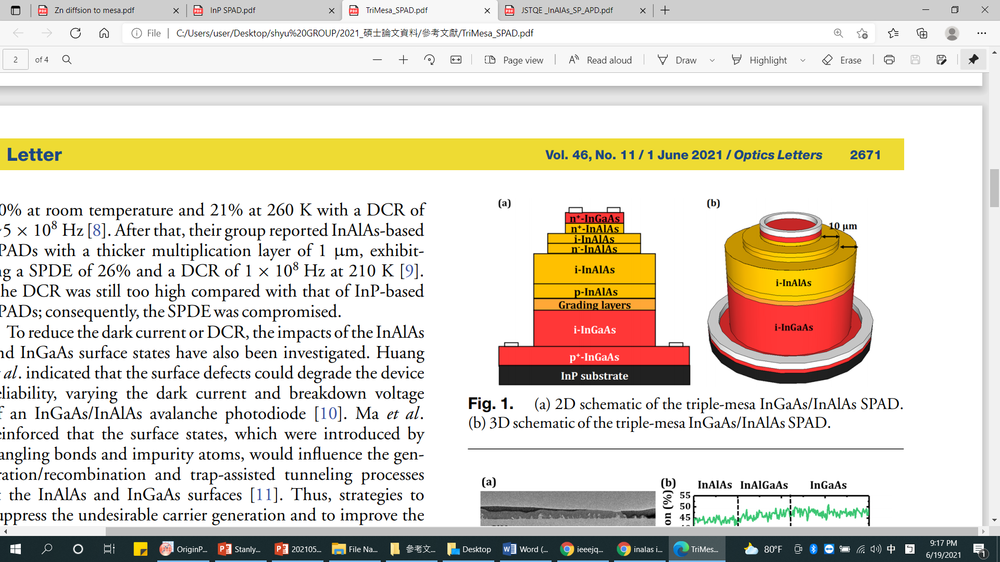 Zn diffsion to mesa.pdf
InP SPAD.pdf
TriMesa_SPAD.pdf
JSTQE _InAlAs_SP_APD.pdf
File
C:/Users/user/Desktop/shyu%20GROUP/2021_碩士論文資料/參考文獻/TriMesa_SPAD.pdf
2 of 4
Page view
Read aloud
Draw
Highlight
Erase
Letter
Vol. 46, No. 11 / 1 June 2021 / Optics Letters 2671
0% at room temperature and 21% at 260 K with a DCR of
5 × 10⁸ Hz [8]. After that, their group reported InAlAs-based
PADs with a thicker multiplication layer of 1 μm, exhibit-
ng a SPDE of 26% and a DCR of 1 × 10⁸ Hz at 210 K [9].
he DCR was still too high compared with that of InP-based
PADs; consequently, the SPDE was compromised.
To reduce the dark current or DCR, the impacts of the InAlAs
nd InGaAs surface states have also been investigated. Huang
al. indicated that the surface defects could degrade the device
eliability, varying the dark current and breakdown voltage
f an InGaAs/InAlAs avalanche photodiode [10]. Ma et al.
einforced that the surface states, which were introduced by
angling bonds and impurity atoms, would influence the gen-
ration/recombination and trap-assisted tunneling processes
t the InAlAs and InGaAs surfaces [11]. Thus, strategies to
uppress the undesirable carrier generation and to improve the
(a)
n⁺-InGaAs
n⁺-InAlAs
i-InAlAs
n⁻-InAlAs
i-InAlAs
p-InAlAs
Grading layers
i-InGaAs
p⁺-InGaAs
InP substrate
(b)
10 μm
i-InAlAs
i-InGaAs
Fig. 1. (a) 2D schematic of the triple-mesa InGaAs/InAlAs SPAD.
(b) 3D schematic of the triple-mesa InGaAs/InAlAs SPAD.
(a)
(b)
InAlAs InAlGaAs InGaAs
on (%)
55
50
45
OriginP...
Stanly...
202105...
File Na...
參考文...
Desktop
Word (...
ieeejq...
inalas i...
TriMes...
80°F
中
9:17 PM
6/19/2021
1